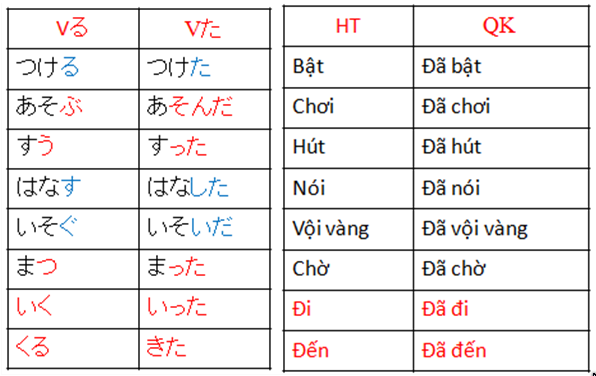 Vる Vた HT QK
つける つけた Bật Đã bật
あそぶ あそんだ Chơi Đã chơi
すう すった Hút Đã hút
はなす はなした Nói Đã nói
いそぐ いそいだ Vội vàng Đã vội vàng
まつ まった Chờ Đã chờ
いく いった Đi Đã đi
くる きた Đến Đã đến